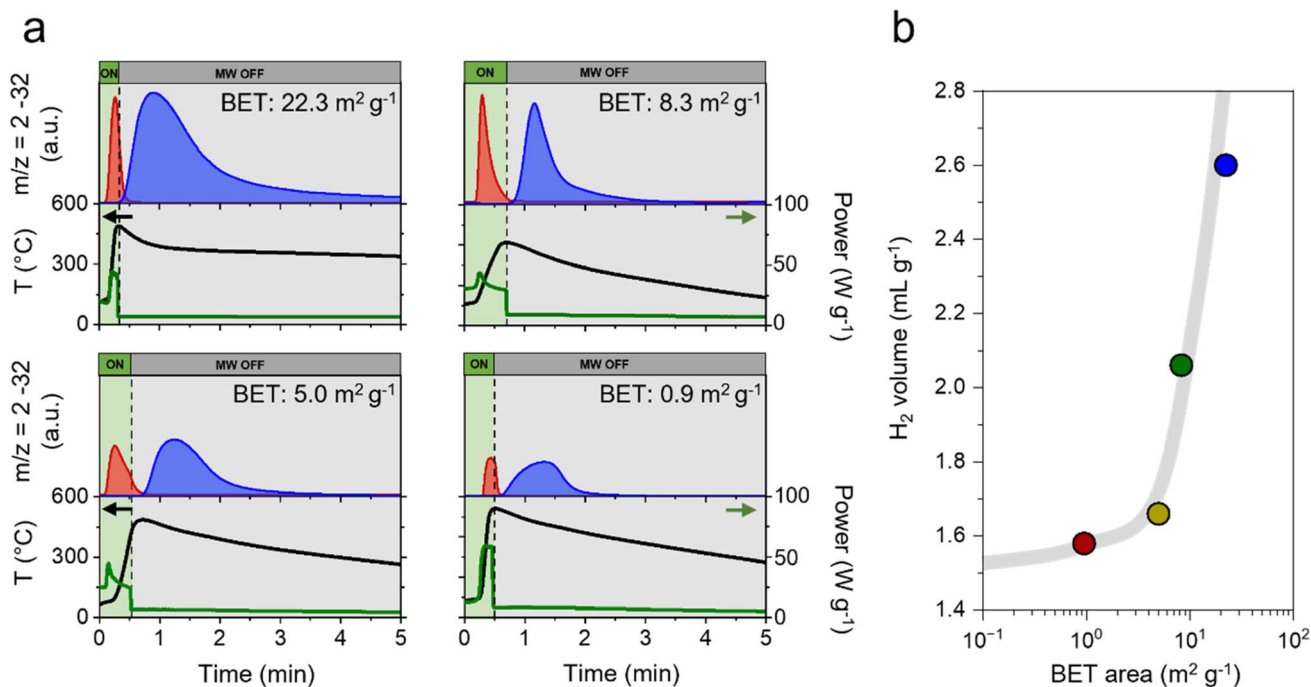 a
ON MW OFF
BET: 22.3 m² g⁻¹
m/z = 2 -32
(a.u.)
600
300
0
T (°C)
ON MW OFF
BET: 8.3 m² g⁻¹
100
50
0
Power (W g⁻¹)
ON MW OFF
BET: 5.0 m² g⁻¹
m/z = 2 -32
(a.u.)
600
300
0
T (°C)
0 1 2 3 4 5
Time (min)
ON MW OFF
BET: 0.9 m² g⁻¹
100
50
0
Power (W g⁻¹)
0 1 2 3 4 5
Time (min)
b
H₂ volume (mL g⁻¹)
2.8
2.6
2.4
2.2
2.0
1.8
1.6
1.4
10⁻¹ 10⁰ 10¹ 10²
BET area (m² g⁻¹)